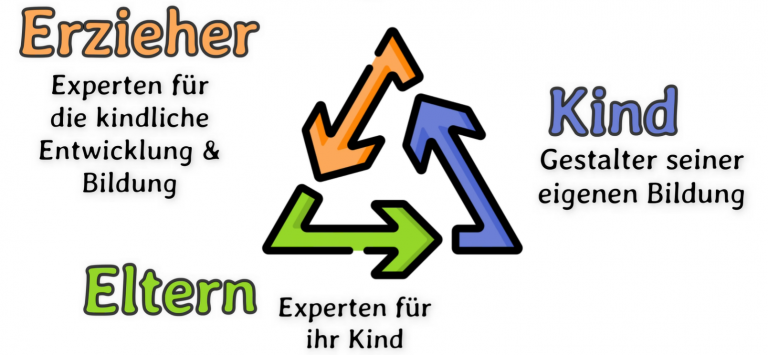 Erzieher
Experten für
die kindliche
Entwicklung &
Bildung
Kind
Gestalter seiner
eigenen Bildung
Eltern
Experten für
ihr Kind